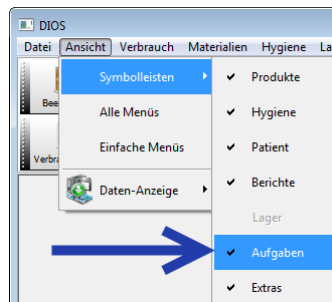 DIOS
Datei Ansicht Verbrauch Materialien Hygiene
Symbolleisten
Alle Menüs
Einfache Menüs
Daten-Anzeige
Produkte
Hygiene
Patient
Berichte
Lager
Aufgaben
Extras